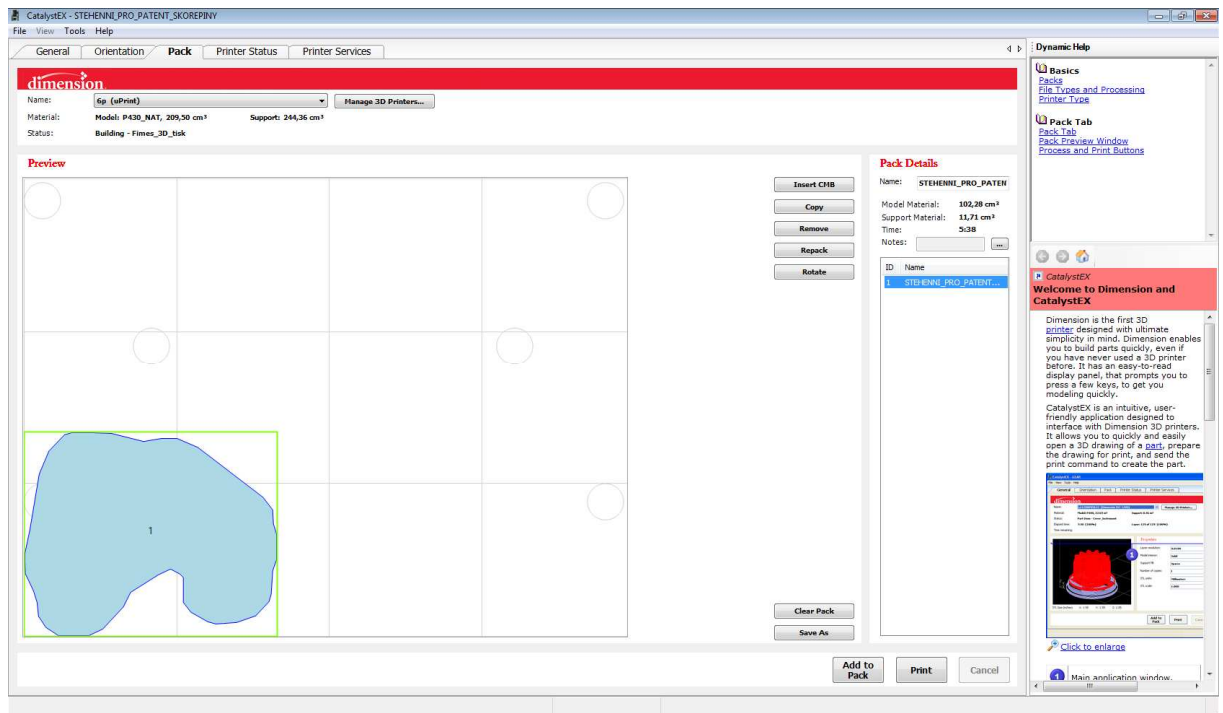 CatalystEX - STEHENNI_PRO_PATENT_SKOREPINY
File View Tools Help
General Orientation Pack Printer Status Printer Services
dimension
Name: 6p (uPrint) Manage 3D Printers...
Material: Model: P430_NAT, 209,50 cm³ Support: 244,36 cm³
Status: Building - Fimes_3D_tisk
Preview
1
Insert CMB
Copy
Remove
Repack
Rotate
Clear Pack
Save As
Pack Details
Name: STEHENNI_PRO_PATEN
Model Material: 102,28 cm³
Support Material: 11,71 cm³
Time: 5:38
Notes: ...
ID Name
1 STEHENNI_PRO_PATENT...
Add to
Pack
Print
Cancel
Dynamic Help
Basics
Packs
File Types and Processing
Printer Type
Pack Tab
Pack Tab
Pack Preview Window
Process and Print Buttons
CatalystEX
Welcome to Dimension and
CatalystEX
Dimension is the first 3D
printer designed with ultimate
simplicity in mind. Dimension enables
you to build parts quickly, even if
you have never used a 3D printer
before. It has an easy-to-read
display panel, that prompts you to
press a few keys, to get you
modeling quickly.
CatalystEX is an intuitive, user-
friendly application designed to
interface with Dimension 3D printers.
It allows you to quickly and easily
open a 3D drawing of a part, prepare
the drawing for print, and send the
print command to create the part.
Click to enlarge
1 Main application window.